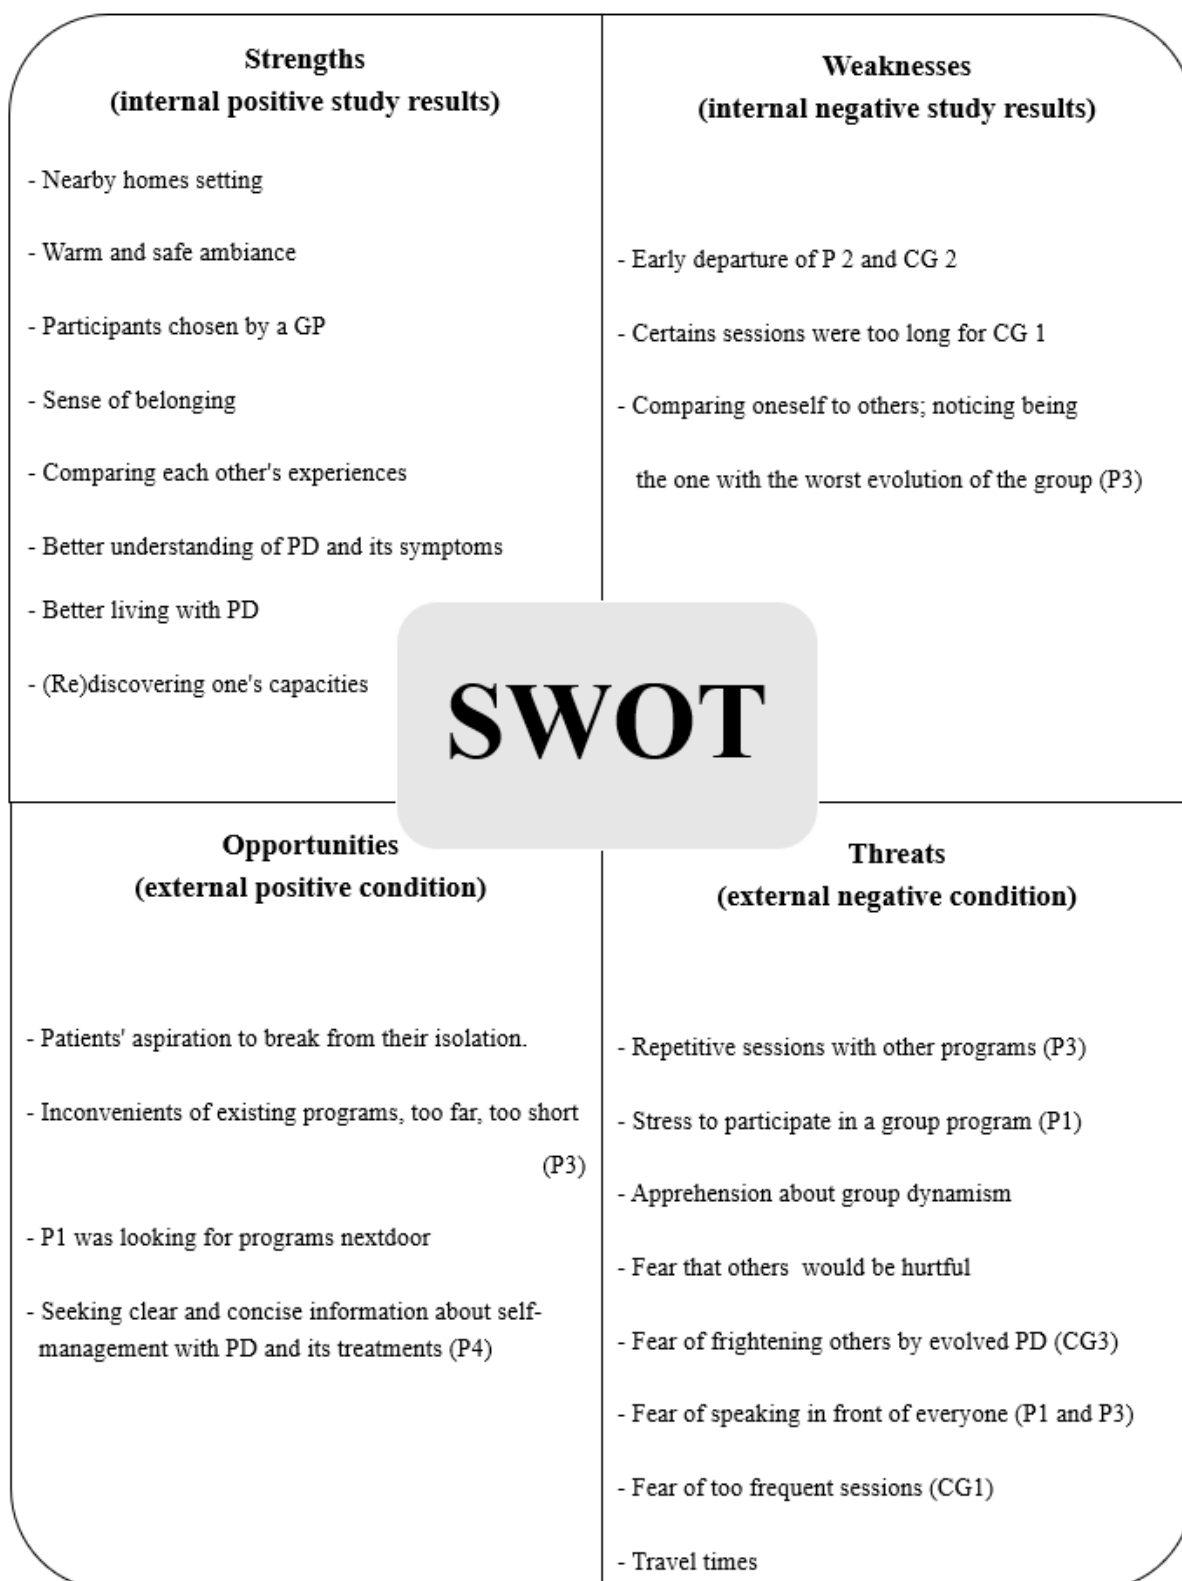 Strengths
(internal positive study results)
- Nearby homes setting
- Warm and safe ambiance
- Participants chosen by a GP
- Sense of belonging
- Comparing each other's experiences
- Better understanding of PD and its symptoms
- Better living with PD
- (Re)discovering one's capacities
Weaknesses
(internal negative study results)
- Early departure of P 2 and CG 2
- Certains sessions were too long for CG 1
- Comparing oneself to others; noticing being
the one with the worst evolution of the group (P3)
SWOT
Opportunities
(external positive condition)
- Patients' aspiration to break from their isolation.
- Inconvenients of existing programs, too far, too short
(P3)
- P1 was looking for programs nextdoor
- Seeking clear and concise information about self-
management with PD and its treatments (P4)
Threats
(external negative condition)
- Repetitive sessions with other programs (P3)
- Stress to participate in a group program (P1)
- Apprehension about group dynamism
- Fear that others would be hurtful
- Fear of frightening others by evolved PD (CG3)
- Fear of speaking in front of everyone (P1 and P3)
- Fear of too frequent sessions (CG1)
- Travel times